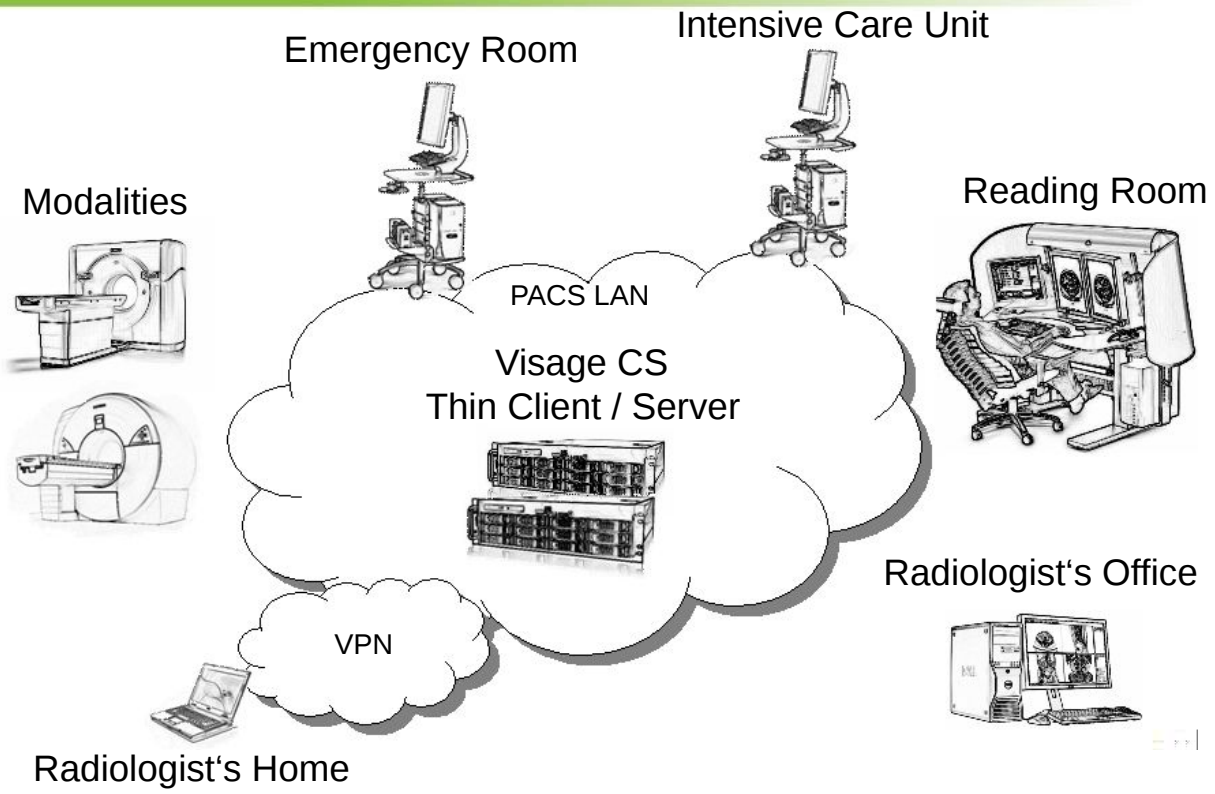 Intensive Care Unit
Emergency Room
Modalities
Reading Room
PACS LAN
Visage CS
Thin Client / Server
Radiologist‘s Office
VPN
DELL
Radiologist‘s Home